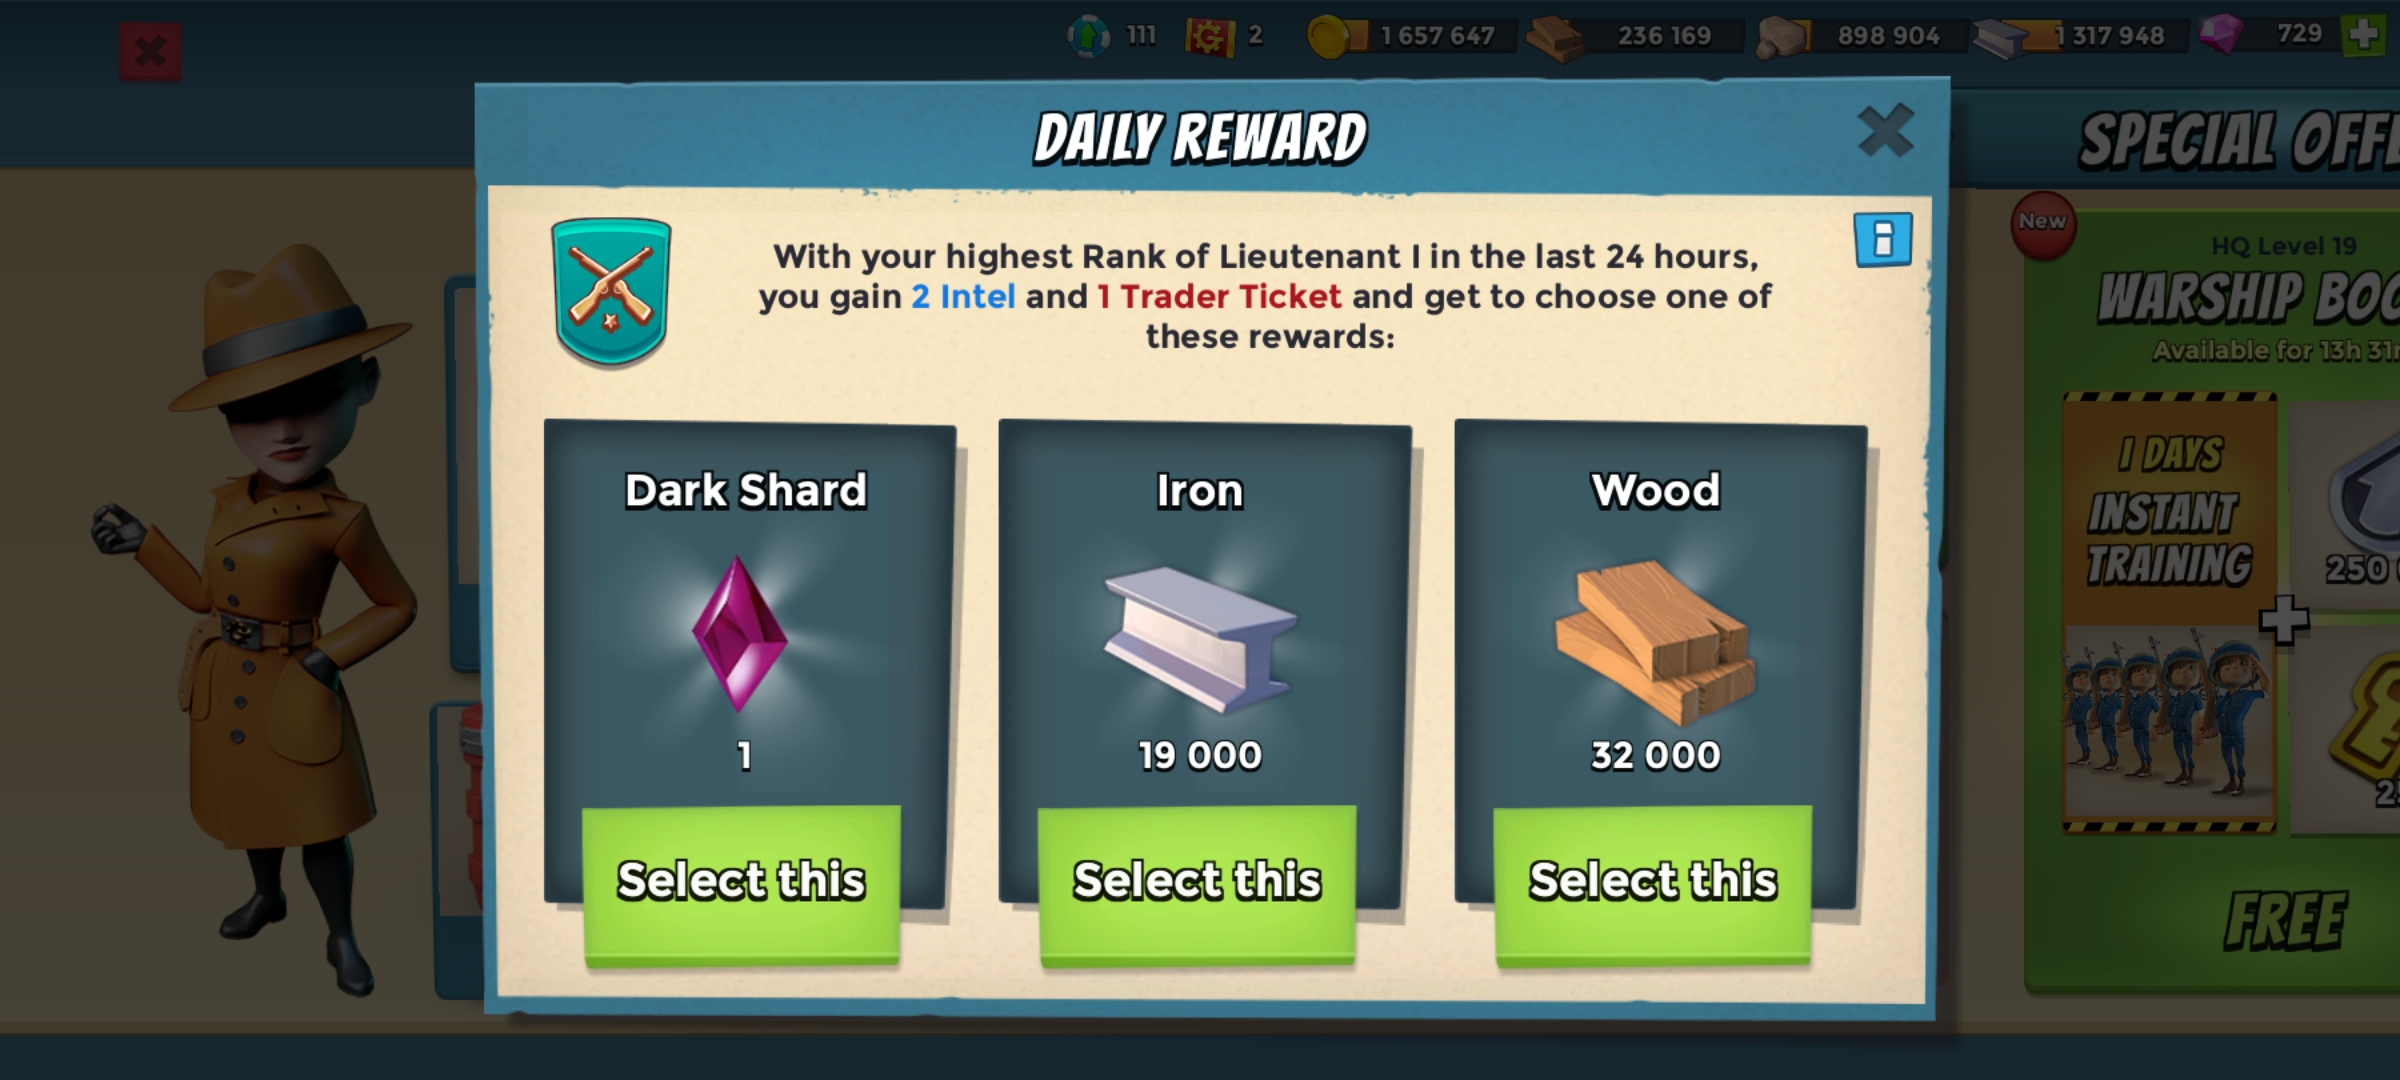 111
2
1 657 647
236 169
898 904
1 317 948
729
DAILY REWARD
With your highest Rank of Lieutenant I in the last 24 hours,
you gain 2 Intel and 1 Trader Ticket and get to choose one of
these rewards:
Dark Shard
1
Select this
Iron
19 000
Select this
Wood
32 000
Select this
SPECIAL
New
HQ Level 19
WARSHIP
Available for 13h
1 DAYS
INSTANT
TRAINING
250
FREE